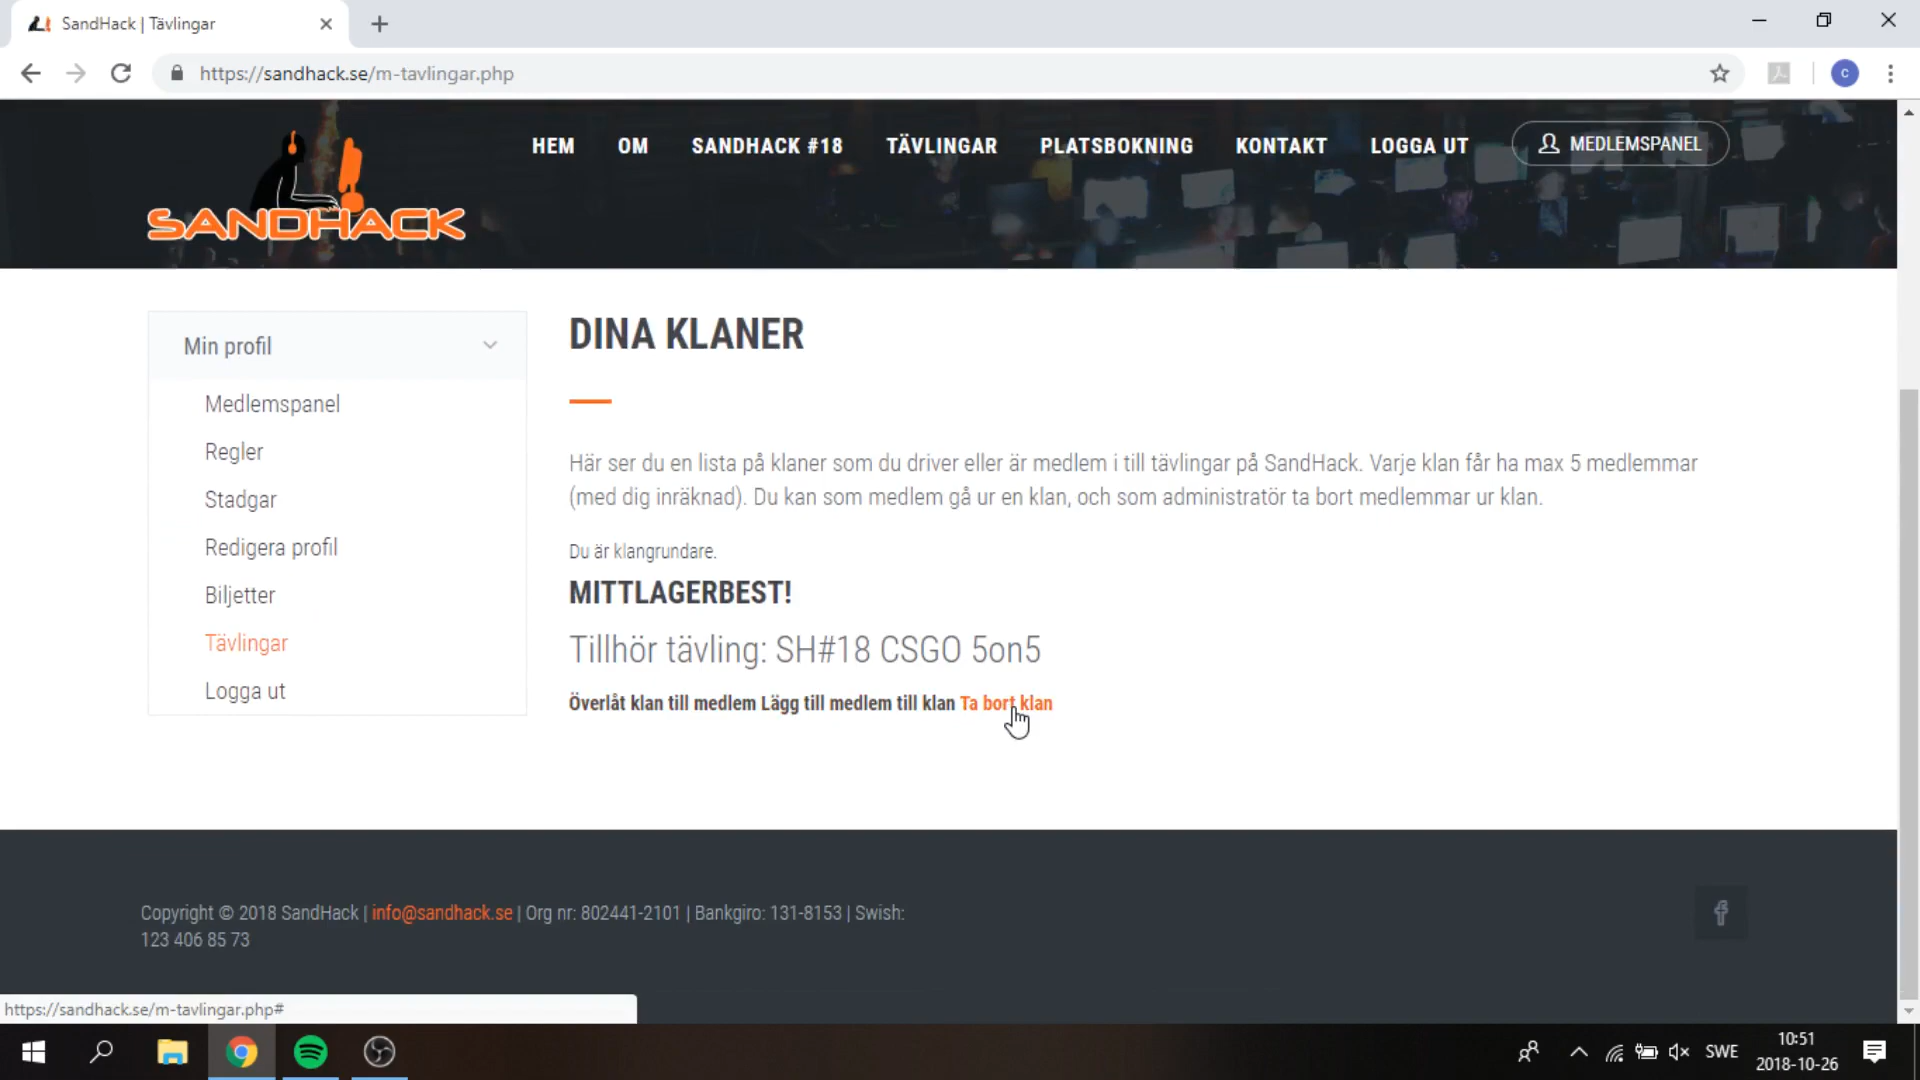 SandHack | Tävlingar
https://sandhack.se/m-tavlingar.php
C
SANDHACK
HEM OM SANDHACK #18 TÄVLINGAR PLATSBOKNING KONTAKT LOGGA UT MEDLEMSPANEL
Min profil
Medlemspanel
Regler
Stadgar
Redigera profil
Biljetter
Tävlingar
Logga ut
DINA KLANER
Här ser du en lista på klaner som du driver eller är medlem i till tävlingar på SandHack. Varje klan får ha max 5 medlemmar
(med dig inräknad). Du kan som medlem gå ur en klan, och som administratör ta bort medlemmar ur klan.
Du är klangrundare.
MITTLAGERBEST!
Tillhör tävling: SH#18 CSGO 5on5
Överlåt klan till medlem Lägg till medlem till klan Ta bort klan
Copyright © 2018 SandHack | info@sandhack.se | Org nr: 802441-2101 | Bankgiro: 131-8153 | Swish:
123 406 85 73
https://sandhack.se/m-tavlingar.php#
SWE
10:51
2018-10-26